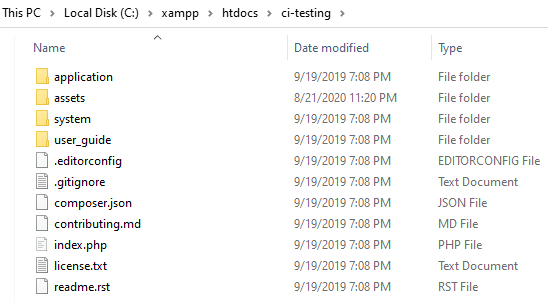 This PC > Local Disk (C:) > xampp > htdocs > ci-testing >
Name Date modified Type
application 9/19/2019 7:08 PM File folder
assets 8/21/2020 11:20 PM File folder
system 9/19/2019 7:08 PM File folder
user_guide 9/19/2019 7:08 PM File folder
.editorconfig 9/19/2019 7:08 PM EDITORCONFIG File
.gitignore 9/19/2019 7:08 PM Text Document
composer.json 9/19/2019 7:08 PM JSON File
contributing.md 9/19/2019 7:08 PM MD File
index.php 9/19/2019 7:08 PM PHP File
license.txt 9/19/2019 7:08 PM Text Document
readme.rst 9/19/2019 7:08 PM RST File